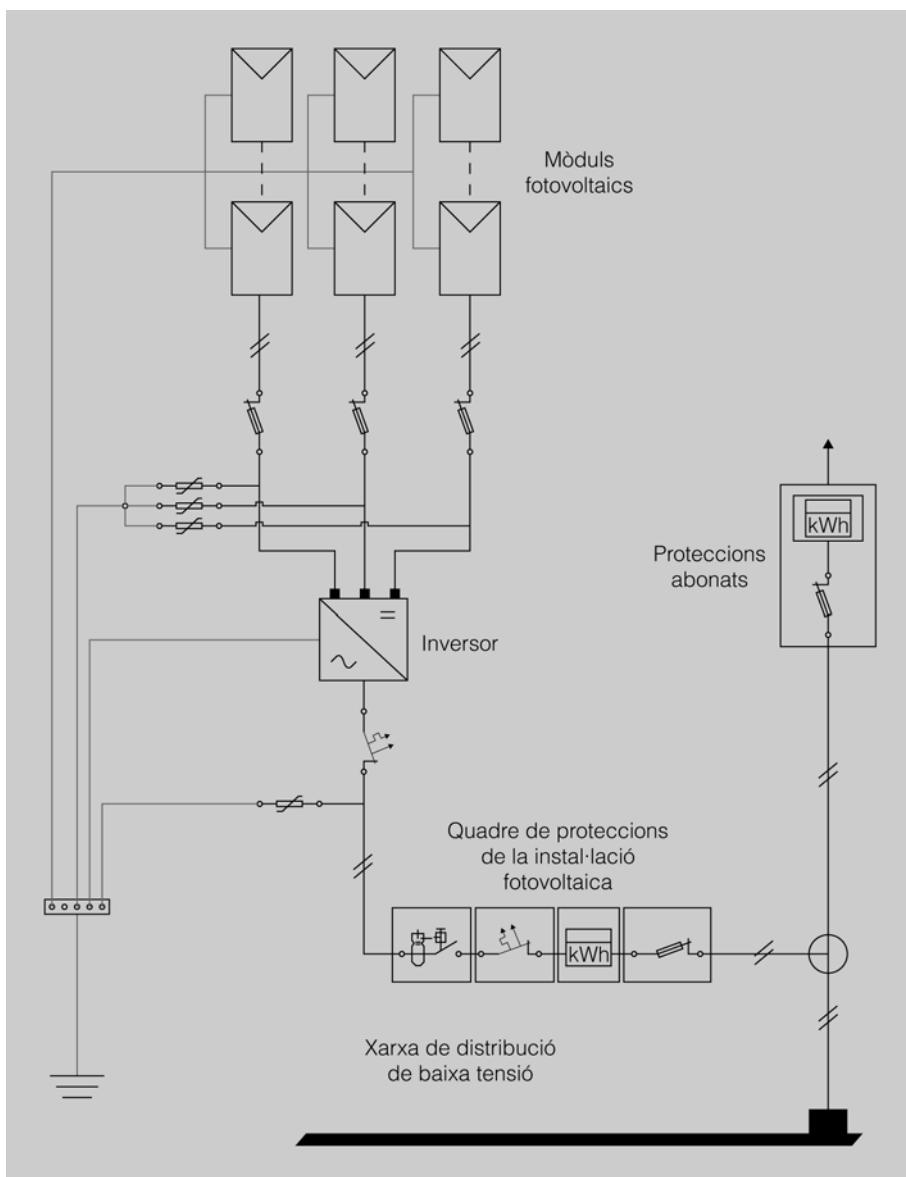 Mòduls
fotovoltaics
kWh
Proteccions
abonats
Inversor
Quadre de proteccions
de la instal·lació
fotovoltaica
kWh
Xarxa de distribució
de baixa tensió